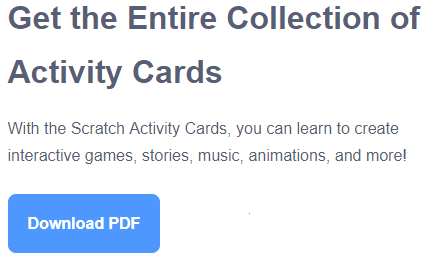 Get the Entire Collection of
Activity Cards
With the Scratch Activity Cards, you can learn to create
interactive games, stories, music, animations, and more!
Download PDF